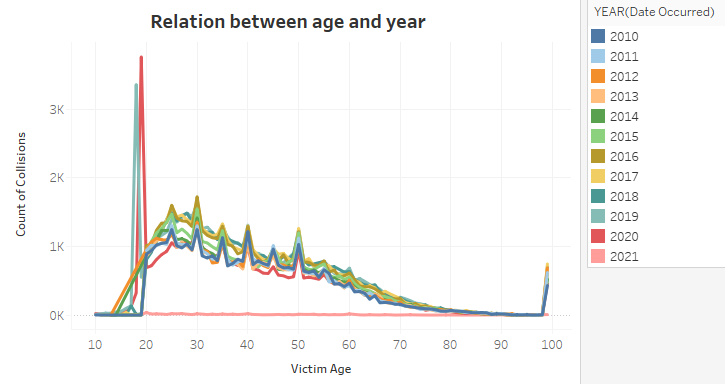 Relation between age and year
YEAR(Date Occurred)
2010
2011
2012
2013
2014
2015
2016
2017
2018
2019
2020
2021
Count of Collisions
3K
2K
1K
0K
10 20 30 40 50 60 70 80 90 100
Victim Age